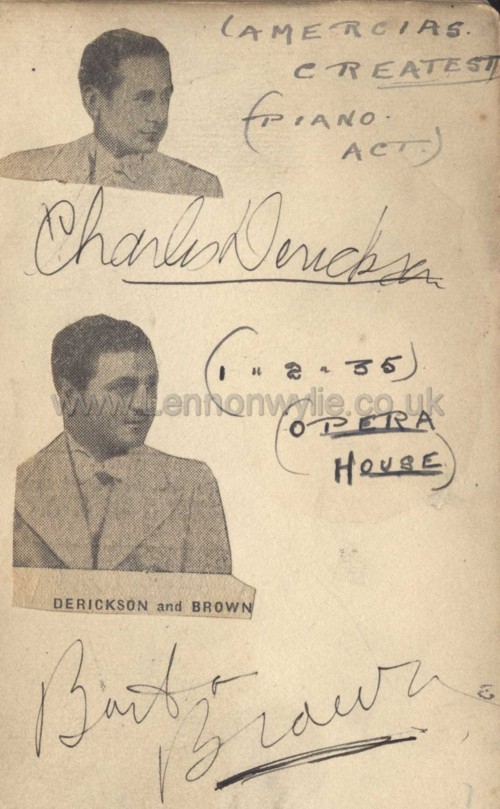 (AMERCIAS.
GREATEST
(PIANO.
ACT.)
Charles Derickson
(1 " 2 " 35)
www.Lennonwylie.co.uk
(OPERA
HOUSE)
DERICKSON and BROWN
Burton
Brown